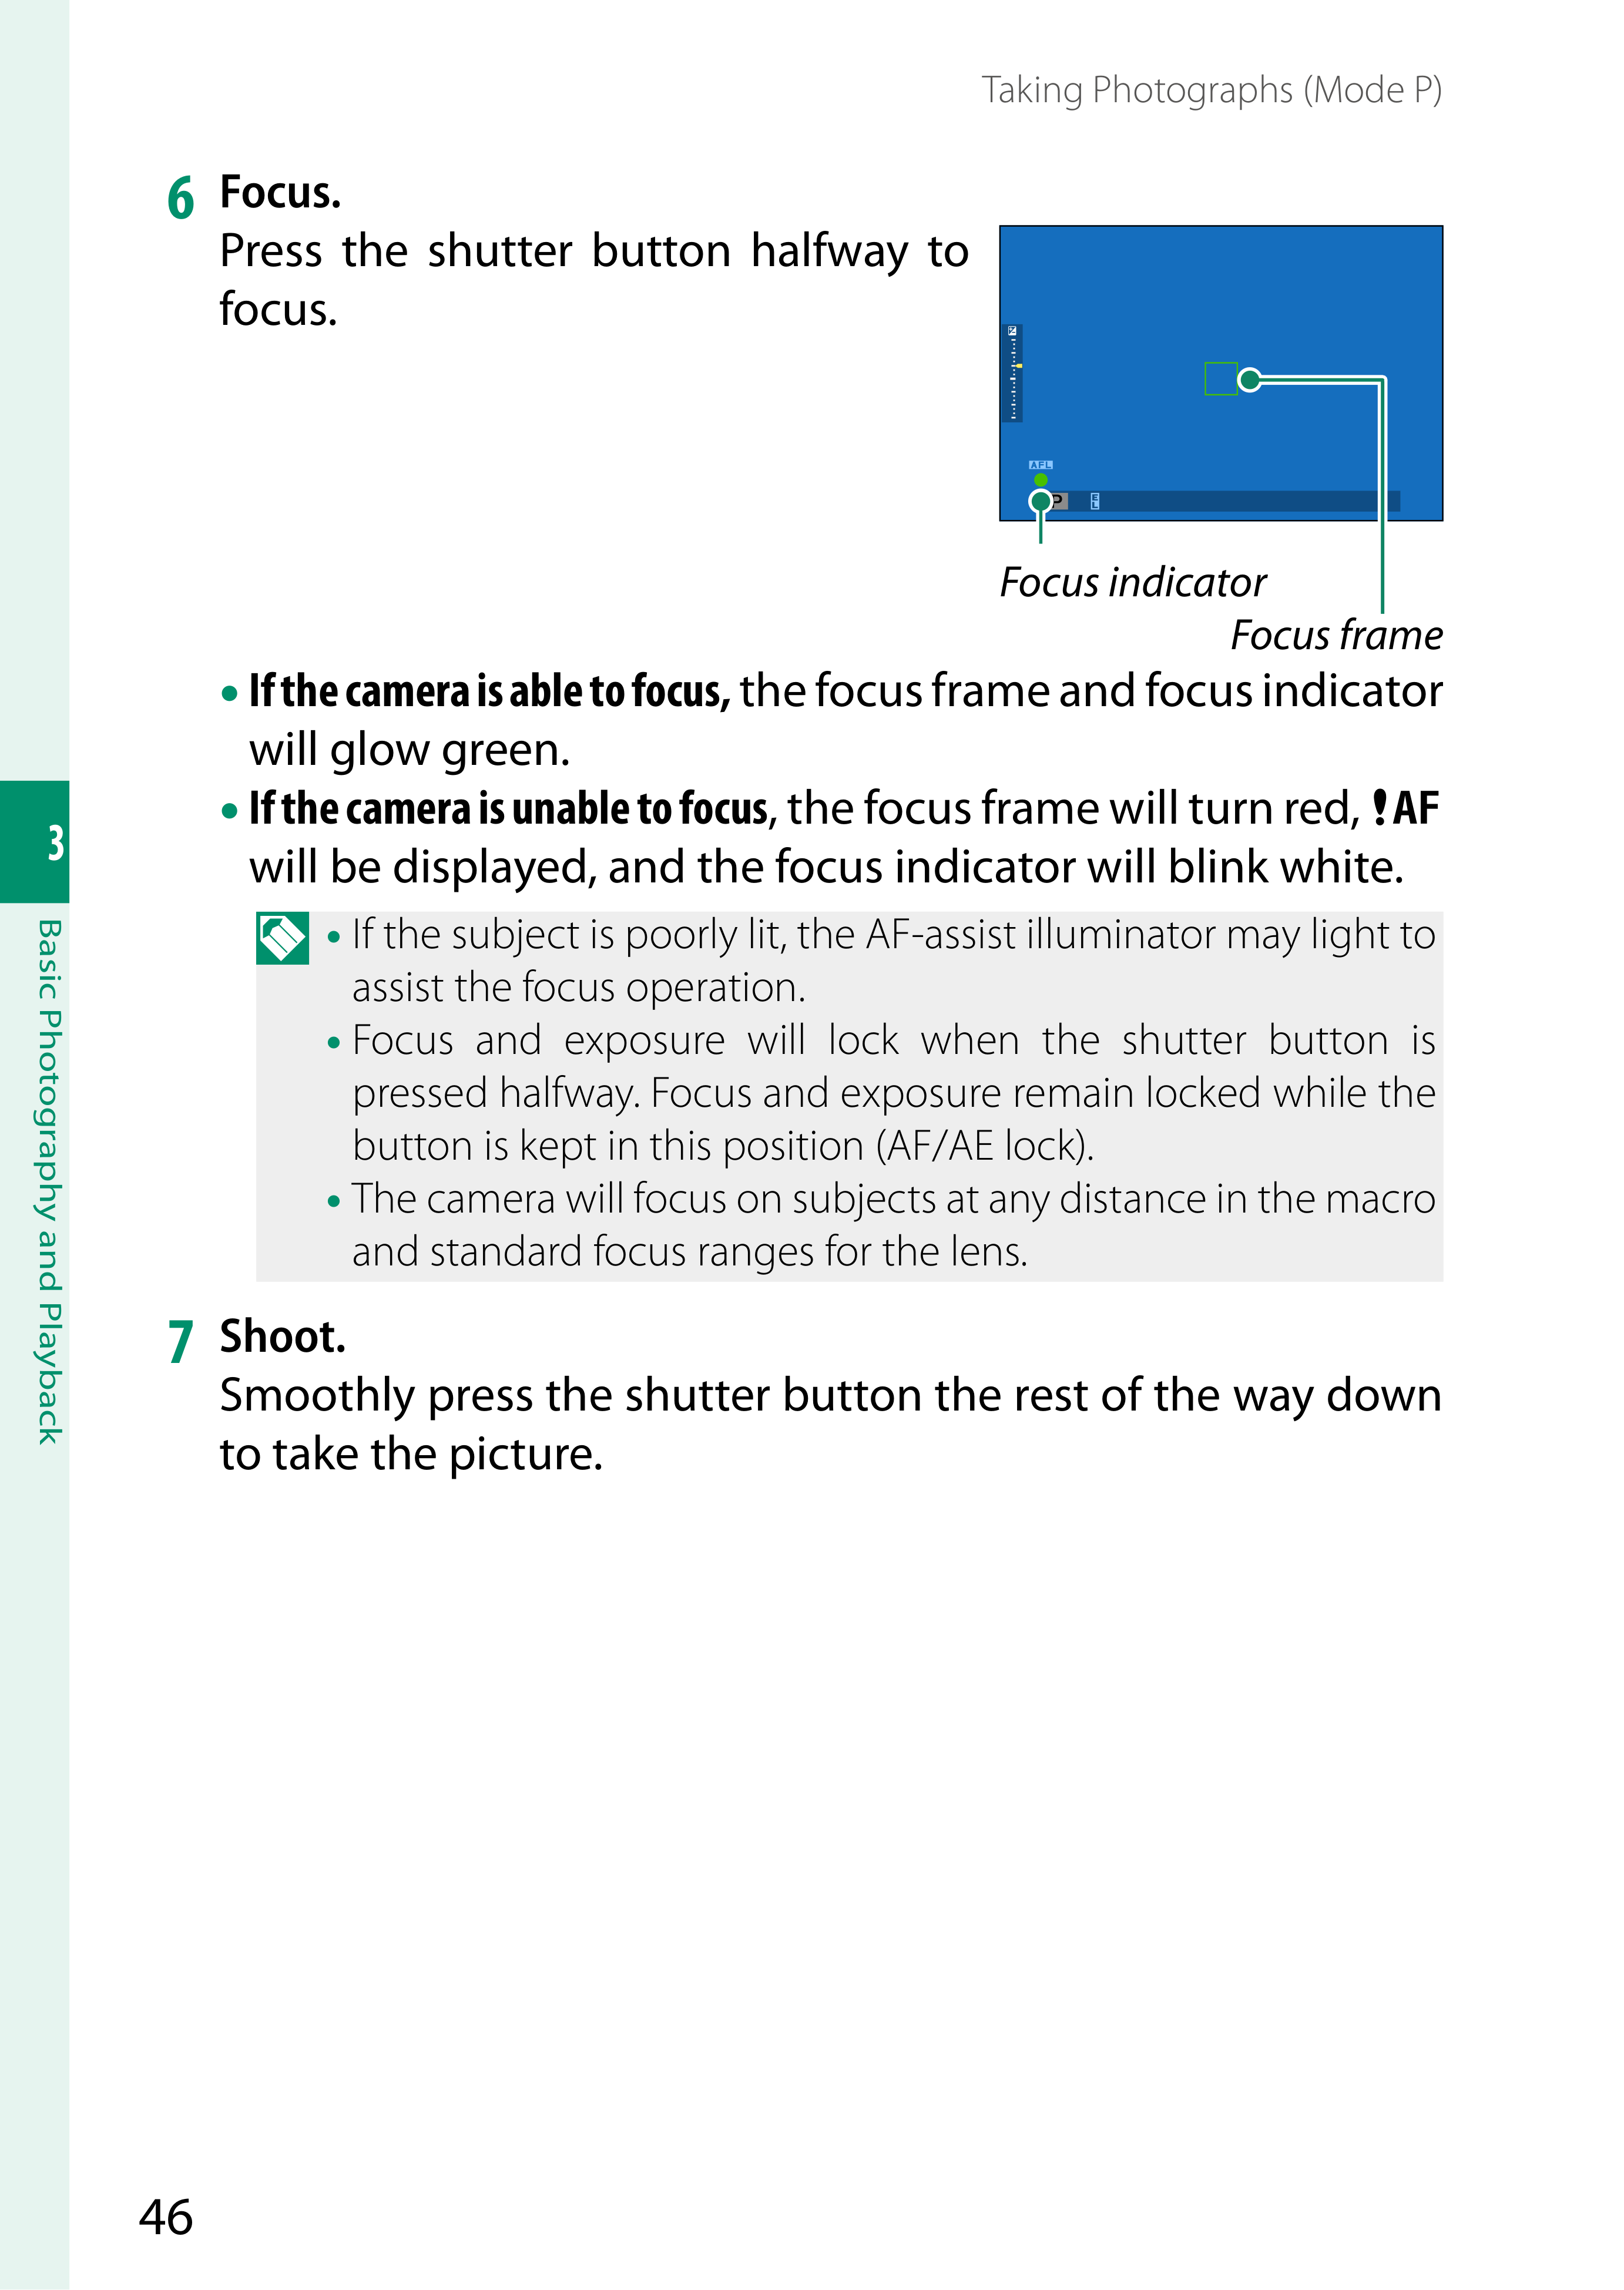 Taking Photographs (Mode P)
6 Focus.
Press the shutter button halfway to
focus.
AFL
P
Focus indicator
Focus frame
• If the camera is able to focus, the focus frame and focus indicator
will glow green.
• If the camera is unable to focus, the focus frame will turn red, !AF
will be displayed, and the focus indicator will blink white.
• If the subject is poorly lit, the AF-assist illuminator may light to
assist the focus operation.
• Focus and exposure will lock when the shutter button is
pressed halfway. Focus and exposure remain locked while the
button is kept in this position (AF/AE lock).
• The camera will focus on subjects at any distance in the macro
and standard focus ranges for the lens.
7 Shoot.
Smoothly press the shutter button the rest of the way down
to take the picture.
3
Basic Photography and Playback
46